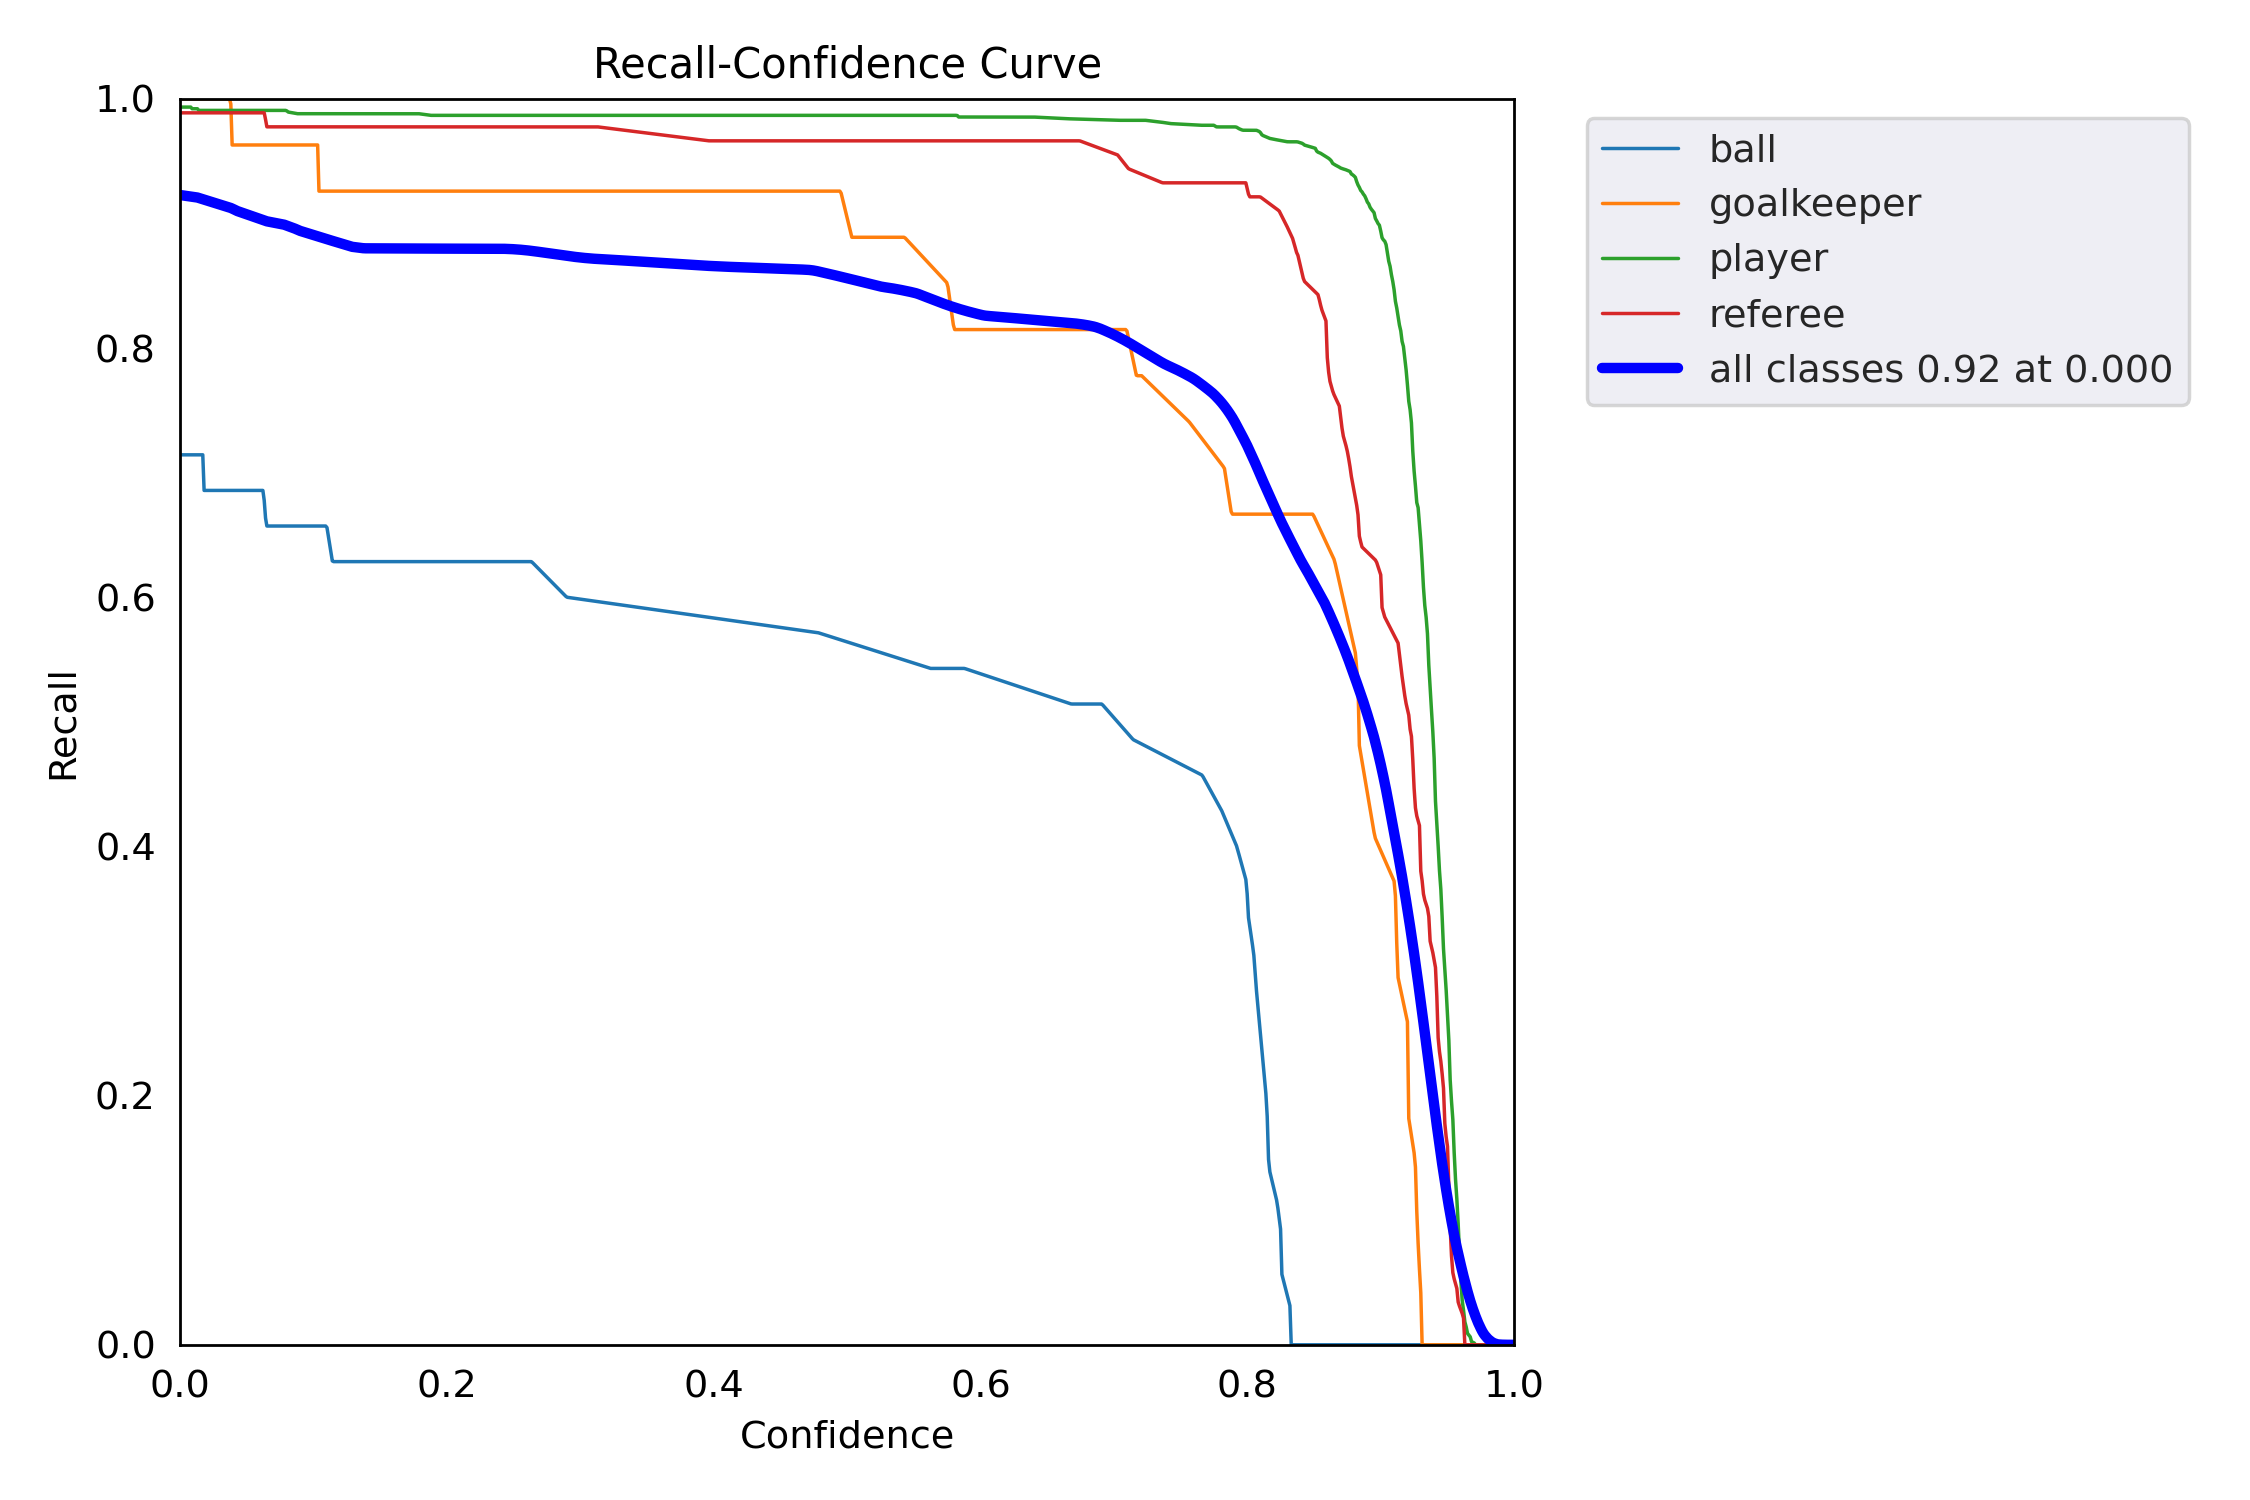 Recall-Confidence Curve
1.0
0.8
0.6
0.4
0.2
0.0
Recall
0.0 0.2 0.4 0.6 0.8 1.0
Confidence
ball
goalkeeper
player
referee
all classes 0.92 at 0.000